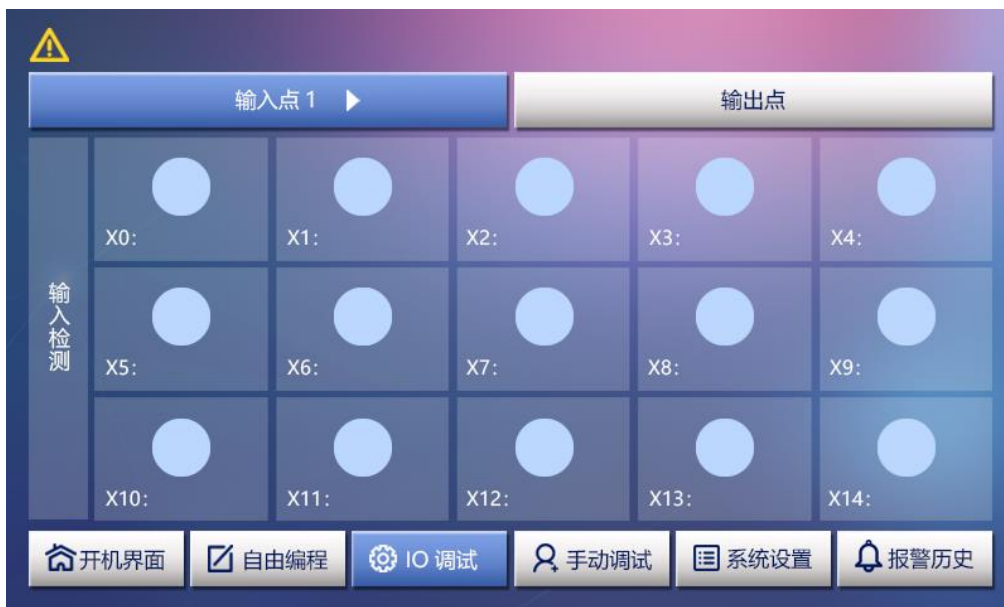 输入点 1
输出点
输入检测
X0:
X1:
X2:
X3:
X4:
X5:
X6:
X7:
X8:
X9:
X10:
X11:
X12:
X13:
X14:
开机界面
自由编程
IO 调试
手动调试
系统设置
报警历史